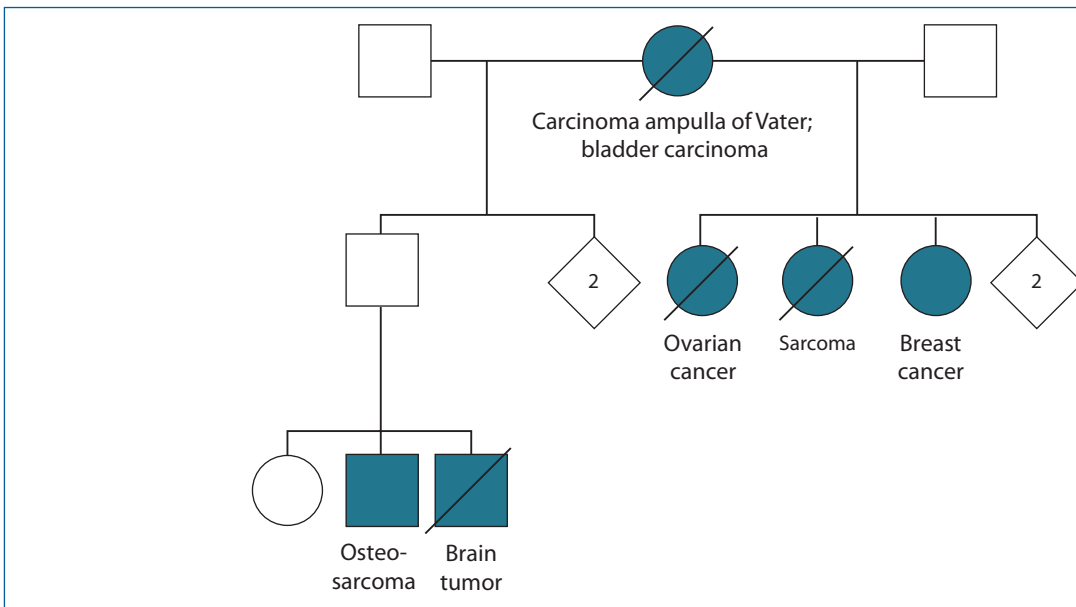 Carcinoma ampulla of Vater;
bladder carcinoma
2
2
Ovarian
cancer
Sarcoma
Breast
cancer
Osteo-
sarcoma
Brain
tumor